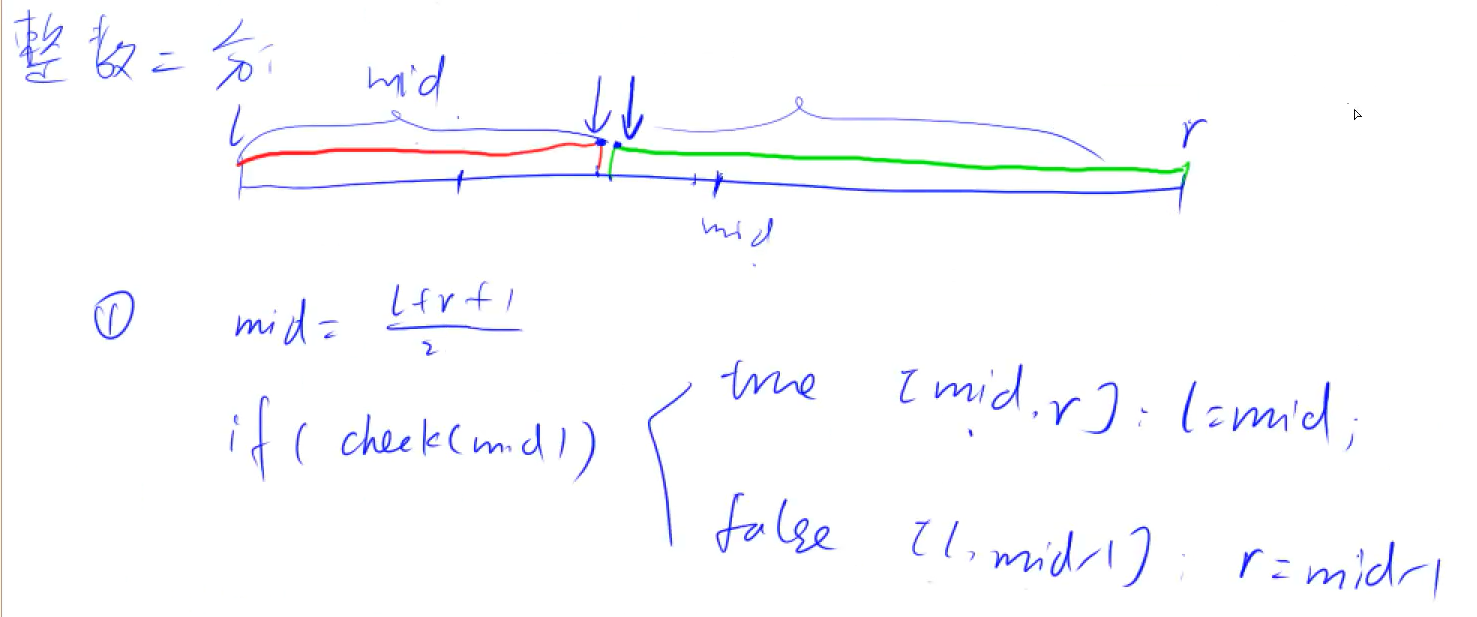 整数二分
mid
l r
mid
① mid = (l+r+1)/2
true [mid, r]: l=mid;
if ( check(mid))
false [l, mid-1]: r=mid-1